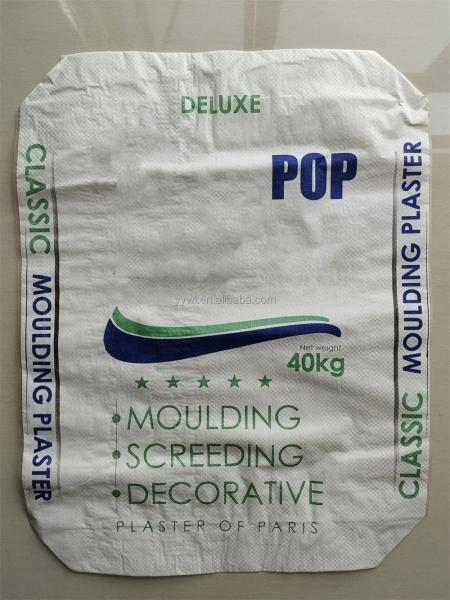 DELUXE
POP
CLASSIC MOULDING PLASTER
CLASSIC MOULDING PLASTER
yywl.en.alibaba.com
Net weight
40kg
• MOULDING
• SCREEDING
• DECORATIVE
PLASTER OF PARIS